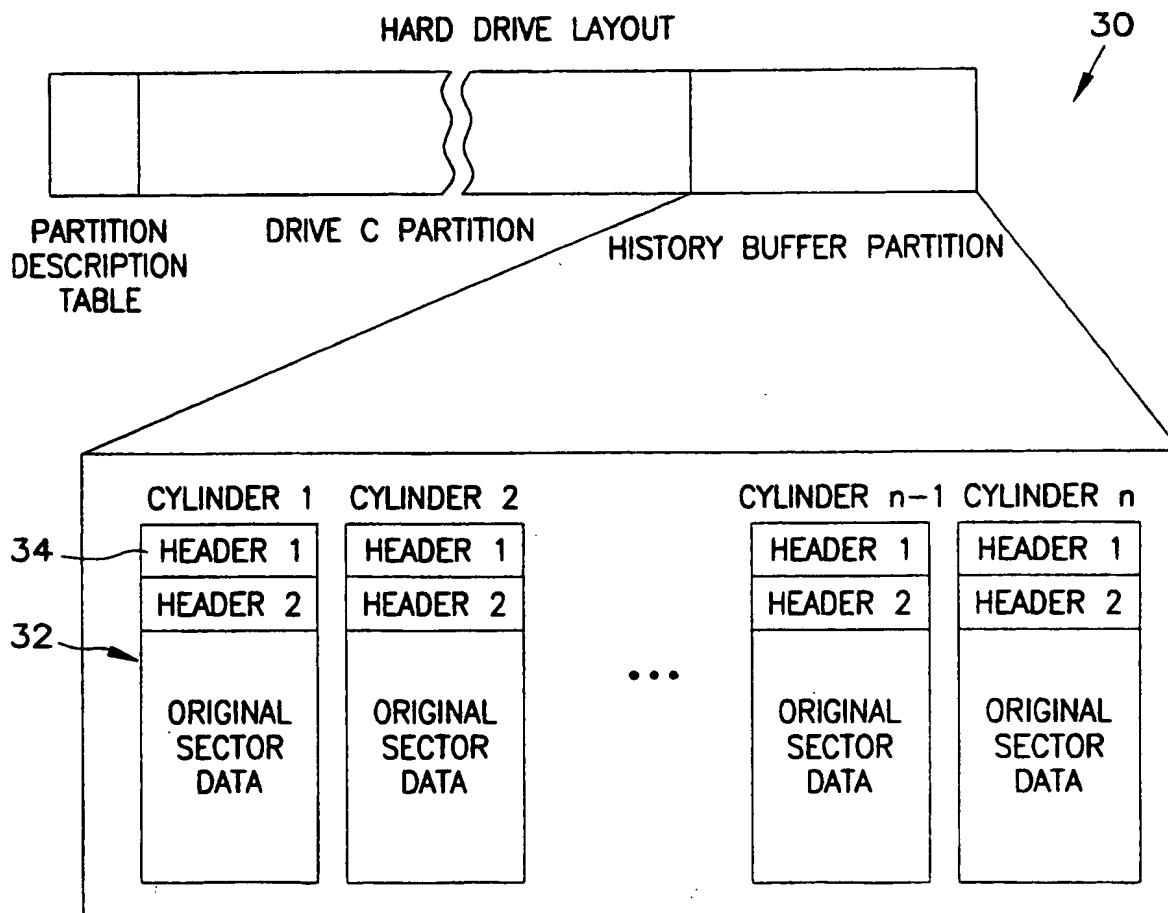 HARD DRIVE LAYOUT
30
PARTITION
DESCRIPTION
TABLE
DRIVE C PARTITION
HISTORY BUFFER PARTITION
CYLINDER 1
CYLINDER 2
CYLINDER n-1
CYLINDER n
34
HEADER 1
HEADER 1
HEADER 1
HEADER 1
HEADER 2
HEADER 2
HEADER 2
HEADER 2
32
ORIGINAL
SECTOR
DATA
ORIGINAL
SECTOR
DATA
•••
ORIGINAL
SECTOR
DATA
ORIGINAL
SECTOR
DATA